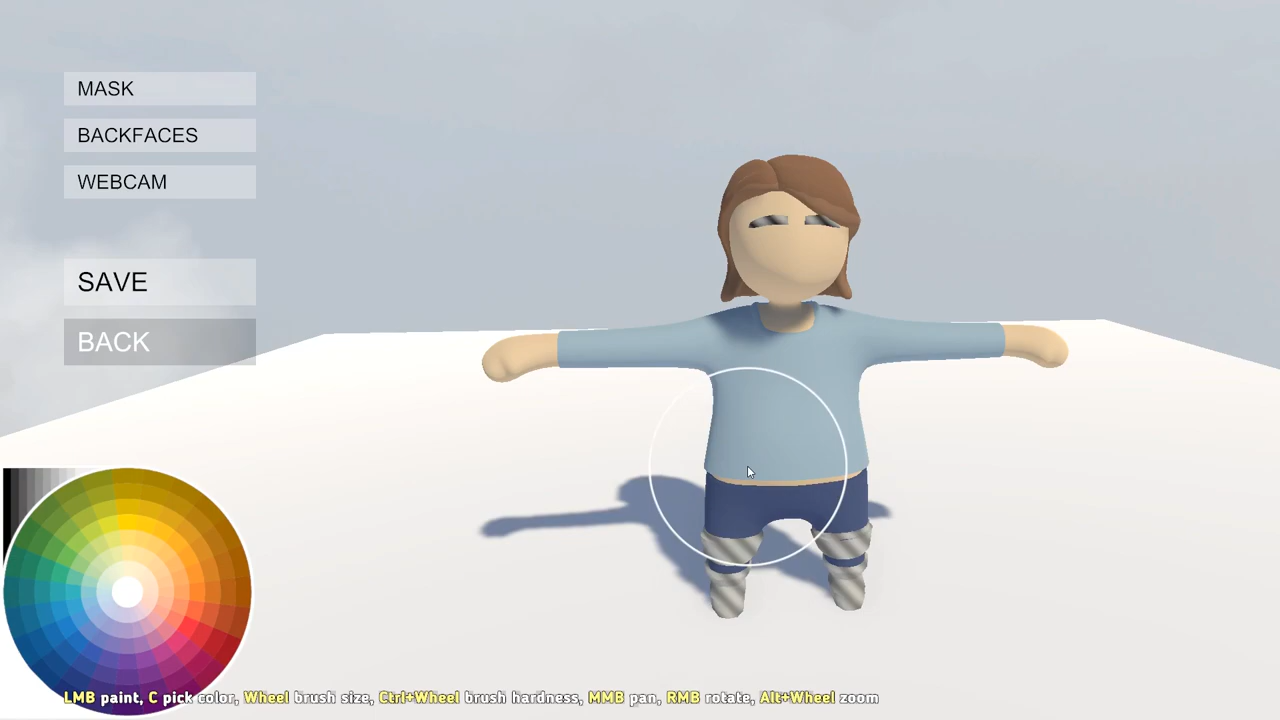 MASK
BACKFACES
WEBCAM
SAVE
BACK
LMB paint, C pick color, Wheel brush size, Ctrl+Wheel brush hardness, MMB pan, RMB rotate, Alt+Wheel zoom